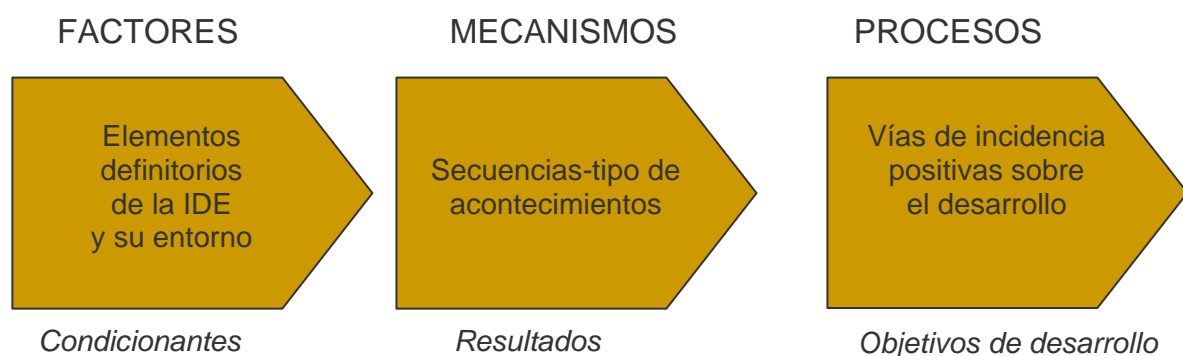 FACTORES
MECANISMOS
PROCESOS
Elementos
definitorios
de la IDE
y su entorno
Secuencias-tipo de
acontecimientos
Vías de incidencia
positivas sobre
el desarrollo
Condicionantes
Resultados
Objetivos de desarrollo